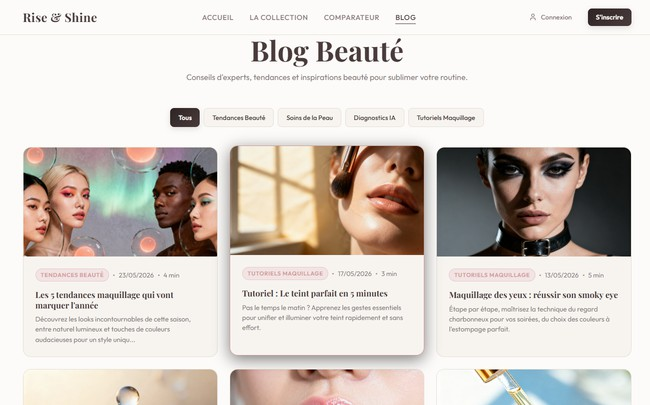 Rise & Shine
ACCUEIL
LA COLLECTION
COMPARATEUR
BLOG
Connexion
S'inscrire
Blog Beauté
Conseils d'experts, tendances et inspirations beauté pour sublimer votre routine.
Tous
Tendances Beauté
Soins de la Peau
Diagnostics IA
Tutoriels Maquillage
TENDANCES BEAUTÉ • 23/05/2026 • 4 min
Les 5 tendances maquillage qui vont
marquer l'année
Découvrez les looks incontournables de cette saison,
entre naturel lumineux et touches de couleurs
audacieuses pour un style uniqu...
TUTORIELS MAQUILLAGE • 17/05/2026 • 3 min
Tutoriel : Le teint parfait en 5 minutes
Pas le temps le matin ? Apprenez les gestes essentiels
pour unifier et illuminer votre teint rapidement et sans
effort.
TUTORIELS MAQUILLAGE • 13/05/2026 • 5 min
Maquillage des yeux : réussir son smoky eye
Étape par étape, maîtrisez la technique du regard
charbonneux pour vos soirées, du choix des couleurs à
l'estompage parfait.